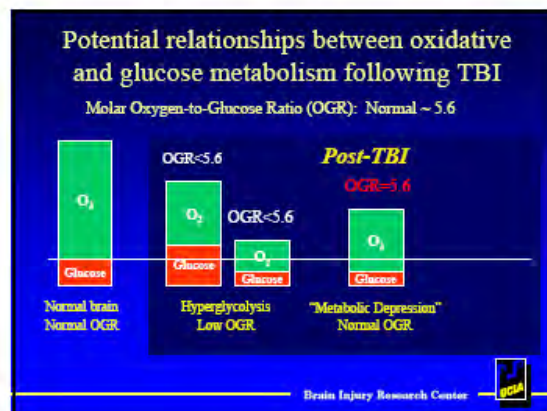 Potential relationships between oxidative
and glucose metabolism following TBI
Molar Oxygen-to-Glucose Ratio (OGR): Normal ~ 5.6
Post-TBI
OGR<5.6
OGR<5.6
OGR=5.6
O₂
O₂
O₂
O₂
Glucose
Glucose
Glucose
Glucose
Normal brain
Normal OGR
Hyperglycolysis
Low OGR
"Metabolic Depression"
Normal OGR
Brain Injury Research Center
UCLA